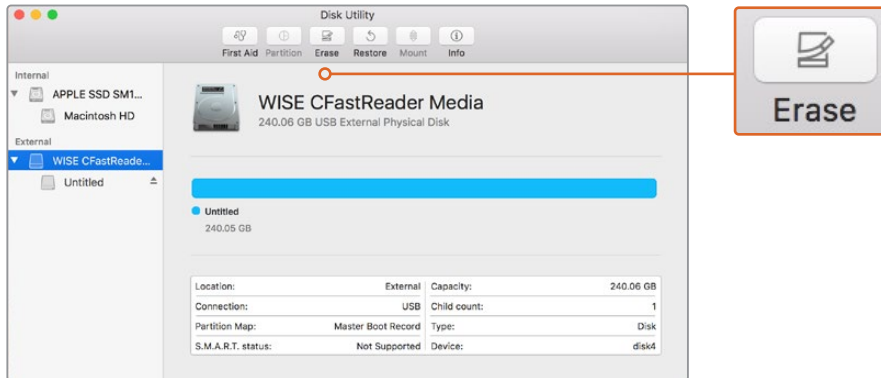 Disk Utility
First Aid Partition Erase Restore Mount Info
Internal
APPLE SSD SM1...
Macintosh HD
External
WISE CFastReade...
Untitled
WISE CFastReader Media
240.06 GB USB External Physical Disk
Untitled
240.05 GB
Location: External Capacity: 240.06 GB
Connection: USB Child count: 1
Partition Map: Master Boot Record Type: Disk
S.M.A.R.T. status: Not Supported Device: disk4
Erase